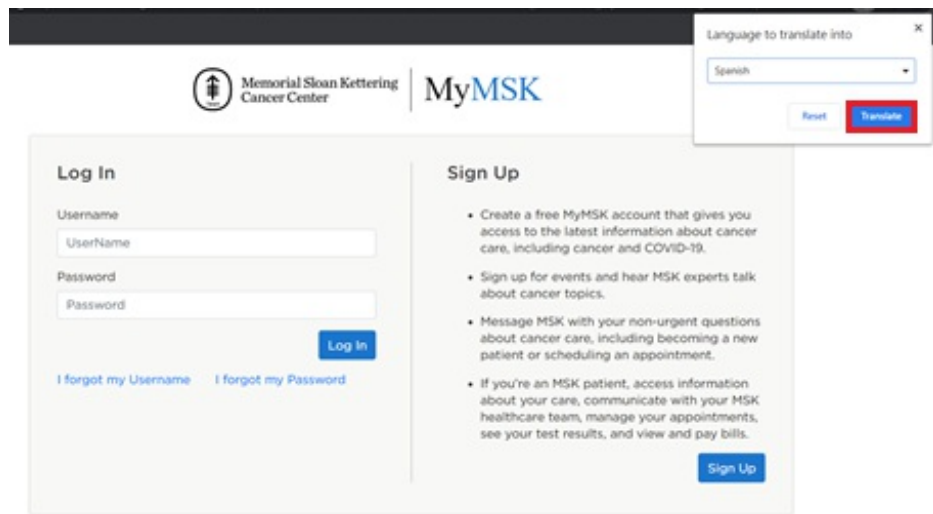 Language to translate into
×
Spanish
Reset
Translate
Memorial Sloan Kettering
Cancer Center
MyMSK
Log In
Username
UserName
Password
Password
Log In
I forgot my Username
I forgot my Password
Sign Up
• Create a free MyMSK account that gives you
access to the latest information about cancer
care, including cancer and COVID-19.
• Sign up for events and hear MSK experts talk
about cancer topics.
• Message MSK with your non-urgent questions
about cancer care, including becoming a new
patient or scheduling an appointment.
• If you're an MSK patient, access information
about your care, communicate with your MSK
healthcare team, manage your appointments,
see your test results, and view and pay bills.
Sign Up